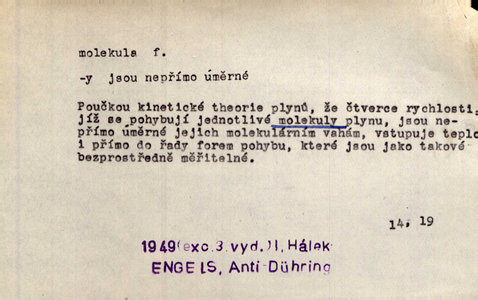 molekula f.
-y jsou nepřímo úměrné
Poučkou kinetické theorie plynů, že čtverce rychlosti,
jíž se pohybují jednotlivé molekuly plynu, jsou ne-
přímo úměrné jejich molekulárním vahám, vstupuje teplo
i přímo do řady forem pohybu, které jsou jako takové
bezprostředně měřitelné.
14, 19
1949(exc.3.vyd.)I, Hálek
ENGELS, Anti-Dühring